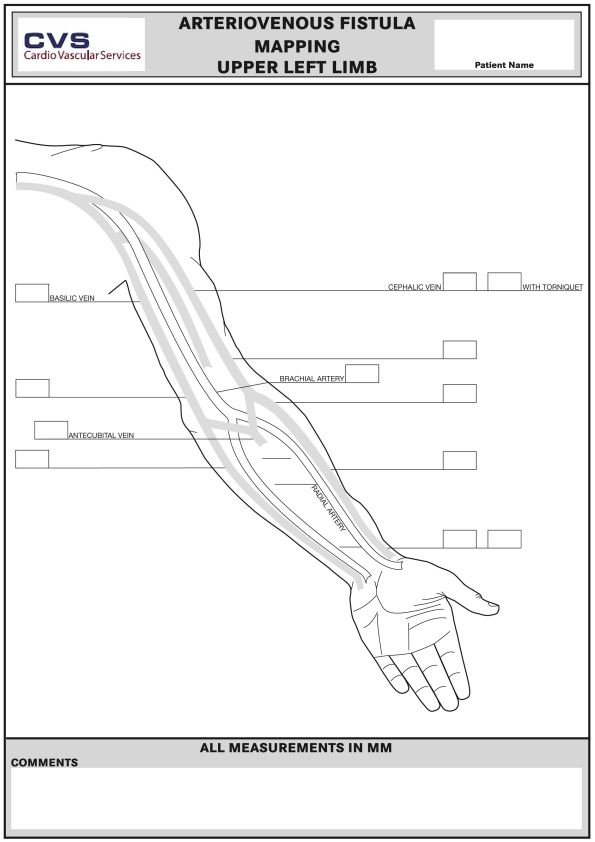 CVS
Cardio Vascular Services
ARTERIOVENOUS FISTULA
MAPPING
UPPER LEFT LIMB
Patient Name
CEPHALIC VEIN
WITH TORNIQUET
BASILIC VEIN
BRACHIAL ARTERY
ANTECUBITAL VEIN
RADIAL ARTERY
ALL MEASUREMENTS IN MM
COMMENTS